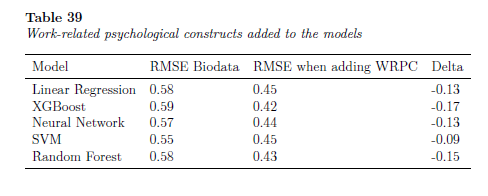 Table 39
Work-related psychological constructs added to the models
Model RMSE Biodata RMSE when adding WRPC Delta
Linear Regression 0.58 0.45 -0.13
XGBoost 0.59 0.42 -0.17
Neural Network 0.57 0.44 -0.13
SVM 0.55 0.45 -0.09
Random Forest 0.58 0.43 -0.15